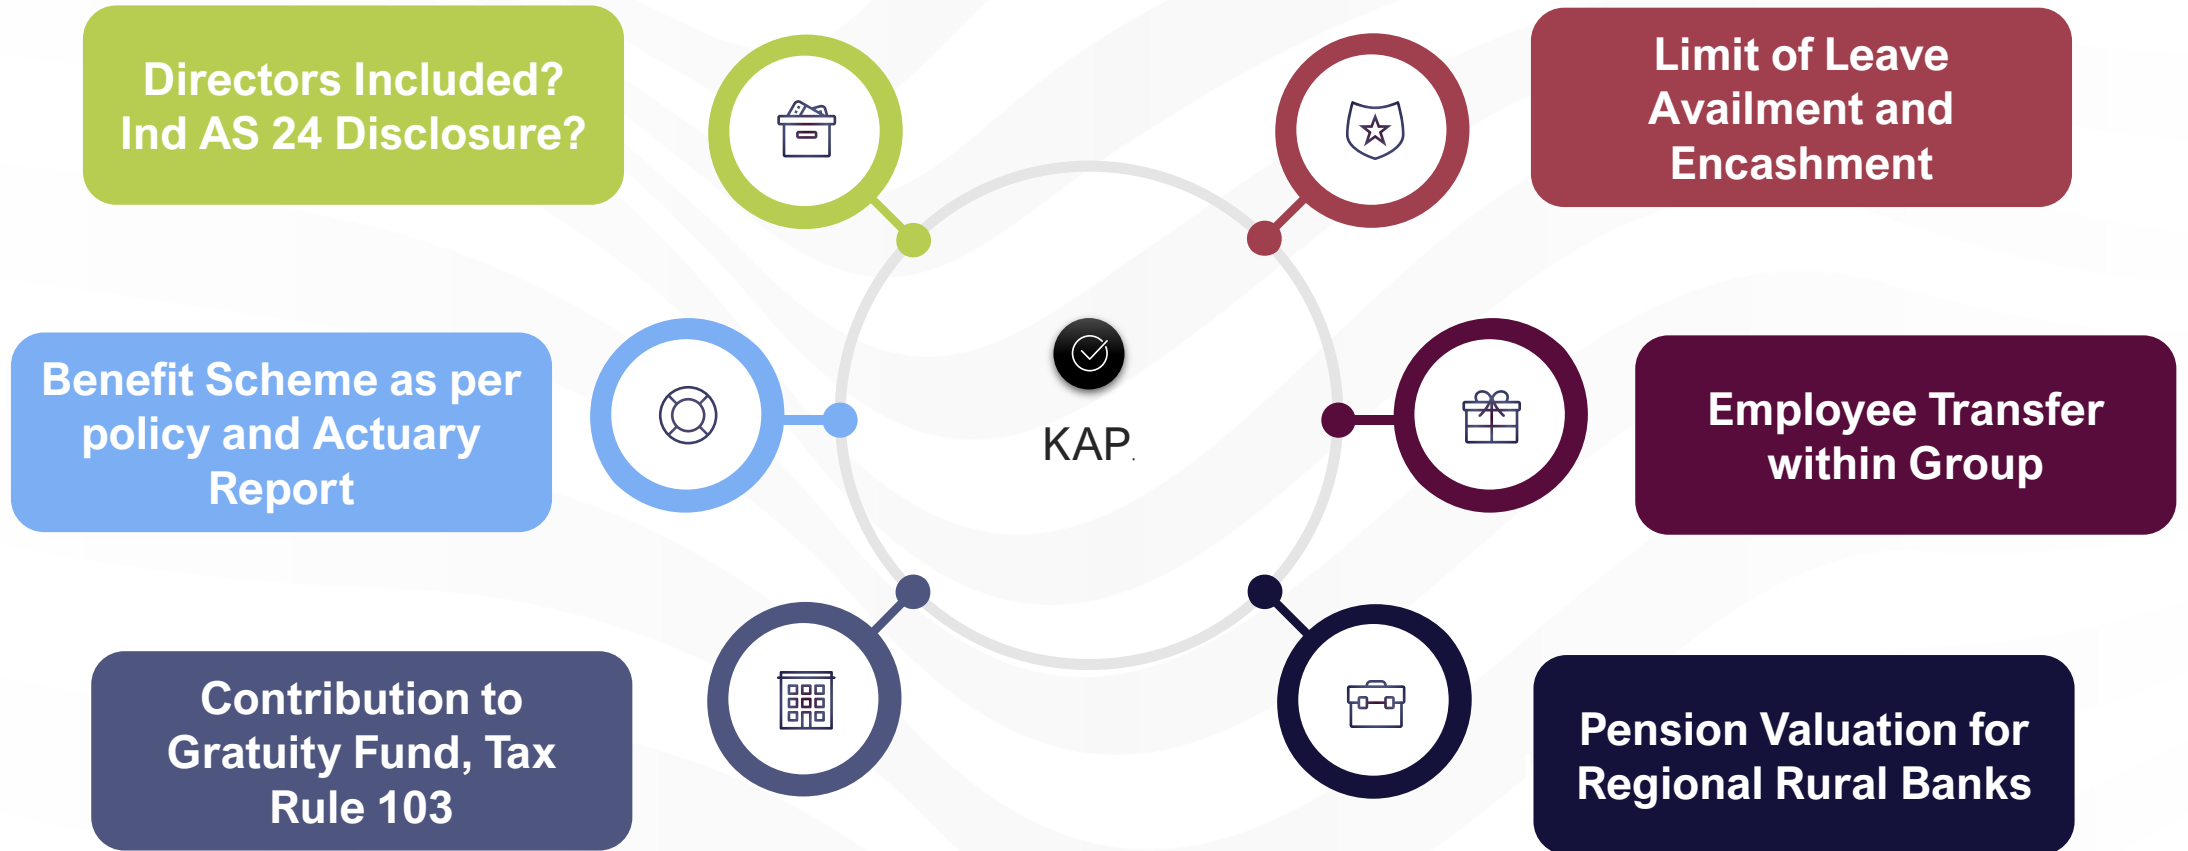 Directors Included?
Ind AS 24 Disclosure?
Limit of Leave
Availment and
Encashment
Benefit Scheme as per
policy and Actuary
Report
KAP.
Employee Transfer
within Group
Contribution to
Gratuity Fund, Tax
Rule 103
Pension Valuation for
Regional Rural Banks